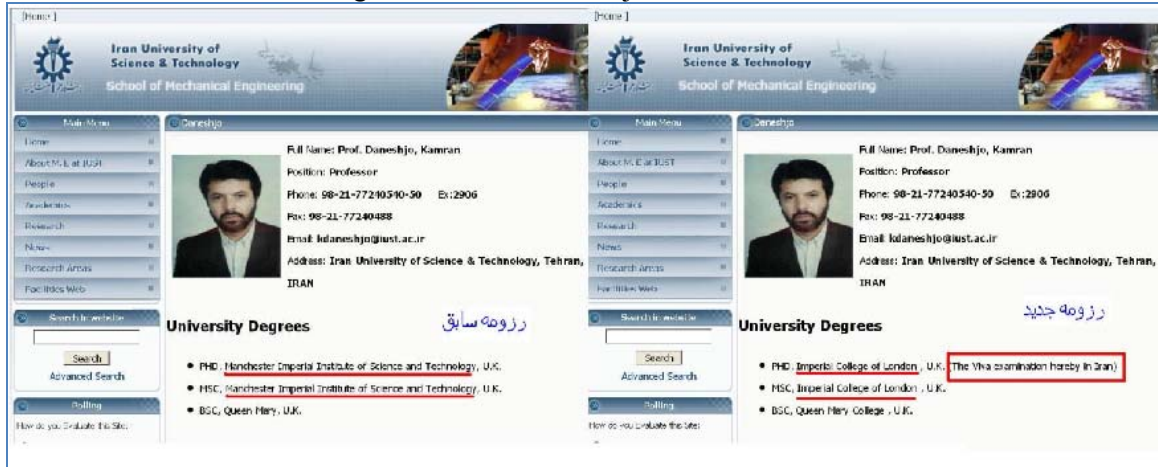 [Home ]
Iran University of
Science & Technology
School of Mechanical Engineering
Main Menu
Home
About M. E at IUST
People
Academics
Research
News
Research Areas
Facilities Web
Search in website
Search
Advanced Search
Polling
How do you Evaluate this Site:
Daneshjo
Full Name: Prof. Daneshjo, Kamran
Position: Professor
Phone: 98-21-77240540-50 Ex:2906
Fax: 98-21-77240488
Email: kdaneshjo@iust.ac.ir
Address: Iran University of Science & Technology, Tehran,
IRAN
رزومه سابق
University Degrees
PHD, Manchester Imperial Institute of Science and Technology, U.K.
MSC, Manchester Imperial Institute of Science and Technology, U.K.
BSC, Queen Mary, U.K.
[Home ]
Iran University of
Science & Technology
School of Mechanical Engineering
Main Menu
Home
About M. E at IUST
People
Academics
Research
News
Research Areas
Facilities Web
Search in website
Search
Advanced Search
Polling
How do you Evaluate this Site:
Daneshjo
Full Name: Prof. Daneshjo, Kamran
Position: Professor
Phone: 98-21-77240540-50 Ex:2906
Fax: 98-21-77240488
Email: kdaneshjo@iust.ac.ir
Address: Iran University of Science & Technology, Tehran,
IRAN
رزومه جدید
University Degrees
PHD, Imperial College of London , U.K. (The Viva examination hereby in Iran)
MSC, Imperial College of London , U.K.
BSC, Queen Mary College , U.K.